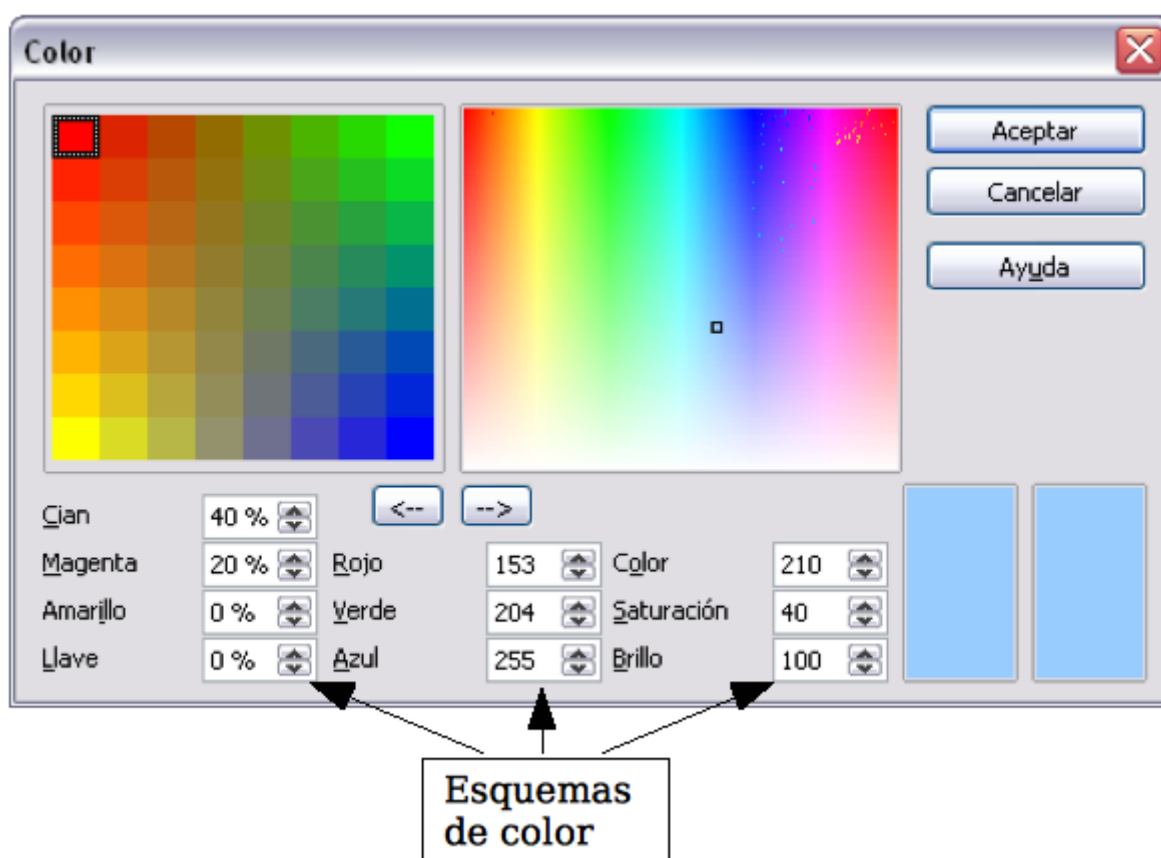 Color
Aceptar
Cancelar
Ayuda
<-- -->
Cian 40 %
Magenta 20 % Rojo 153 Color 210
Amarillo 0 % Verde 204 Saturación 40
Llave 0 % Azul 255 Brillo 100
Esquemas
de color